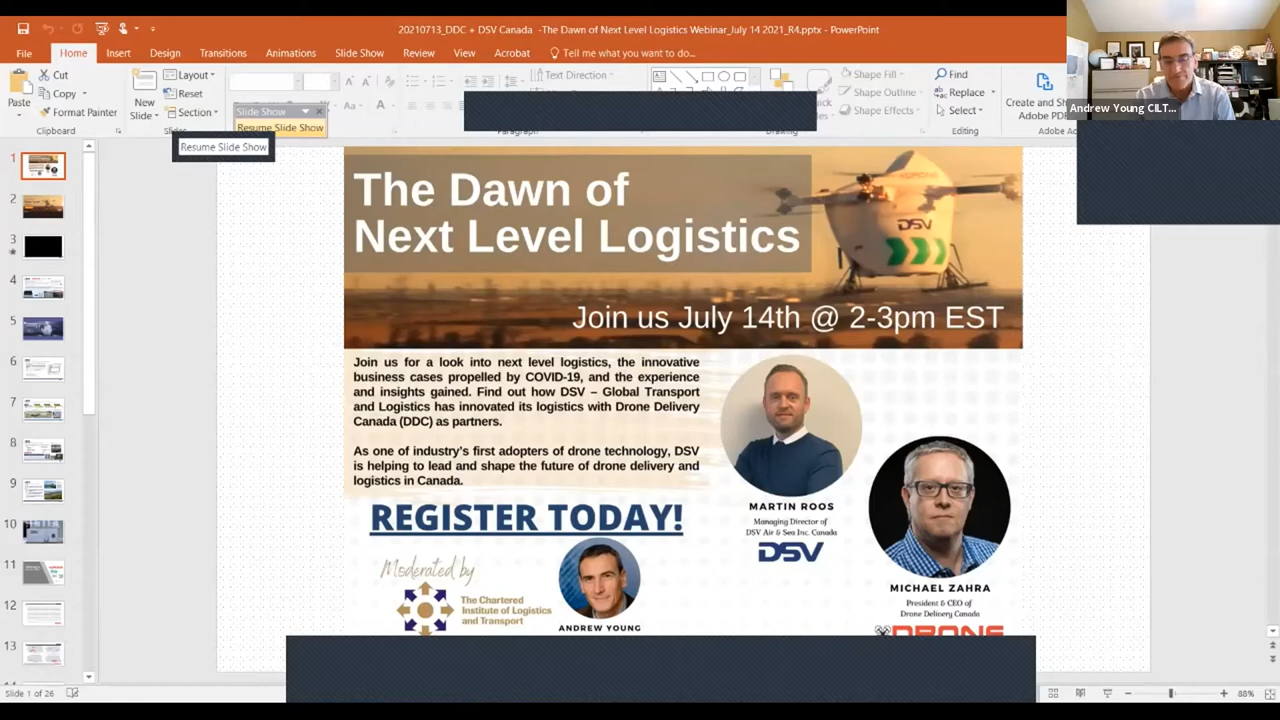 20210713_DDC + DSV Canada -The Dawn of Next Level Logistics Webinar_July 14 2021_R4.pptx - PowerPoint
File
Home
Insert
Design
Transitions
Animations
Slide Show
Review
View
Acrobat
Tell me what you want to do...
Paste
Cut
Copy
Format Painter
Clipboard
New
Slide
Layout
Reset
Section
Slides
Slide Show
Resume Slide Show
Resume Slide Show
Text Direction
Paragraph
Shape Fill
Shape Outline
Shape Effects
Drawing
Find
Replace
Select
Editing
Create and Sh
Adobe PD
Adobe Ac
Andrew Young CILT...
1
2
3
4
5
6
7
8
9
10
11
12
13
The Dawn of
Next Level Logistics
DSV
Join us July 14th @ 2-3pm EST
Join us for a look into next level logistics, the innovative
business cases propelled by COVID-19, and the experience
and insights gained. Find out how DSV – Global Transport
and Logistics has innovated its logistics with Drone Delivery
Canada (DDC) as partners.
As one of industry's first adopters of drone technology, DSV
is helping to lead and shape the future of drone delivery and
logistics in Canada.
REGISTER TODAY!
Moderated by
The Chartered
Institute of Logistics
and Transport
ANDREW YOUNG
MARTIN ROOS
Managing Director of
DSV Air & Sea Inc. Canada
DSV
MICHAEL ZAHRA
President & CEO of
Drone Delivery Canada
DRONE
Slide 1 of 26
88%